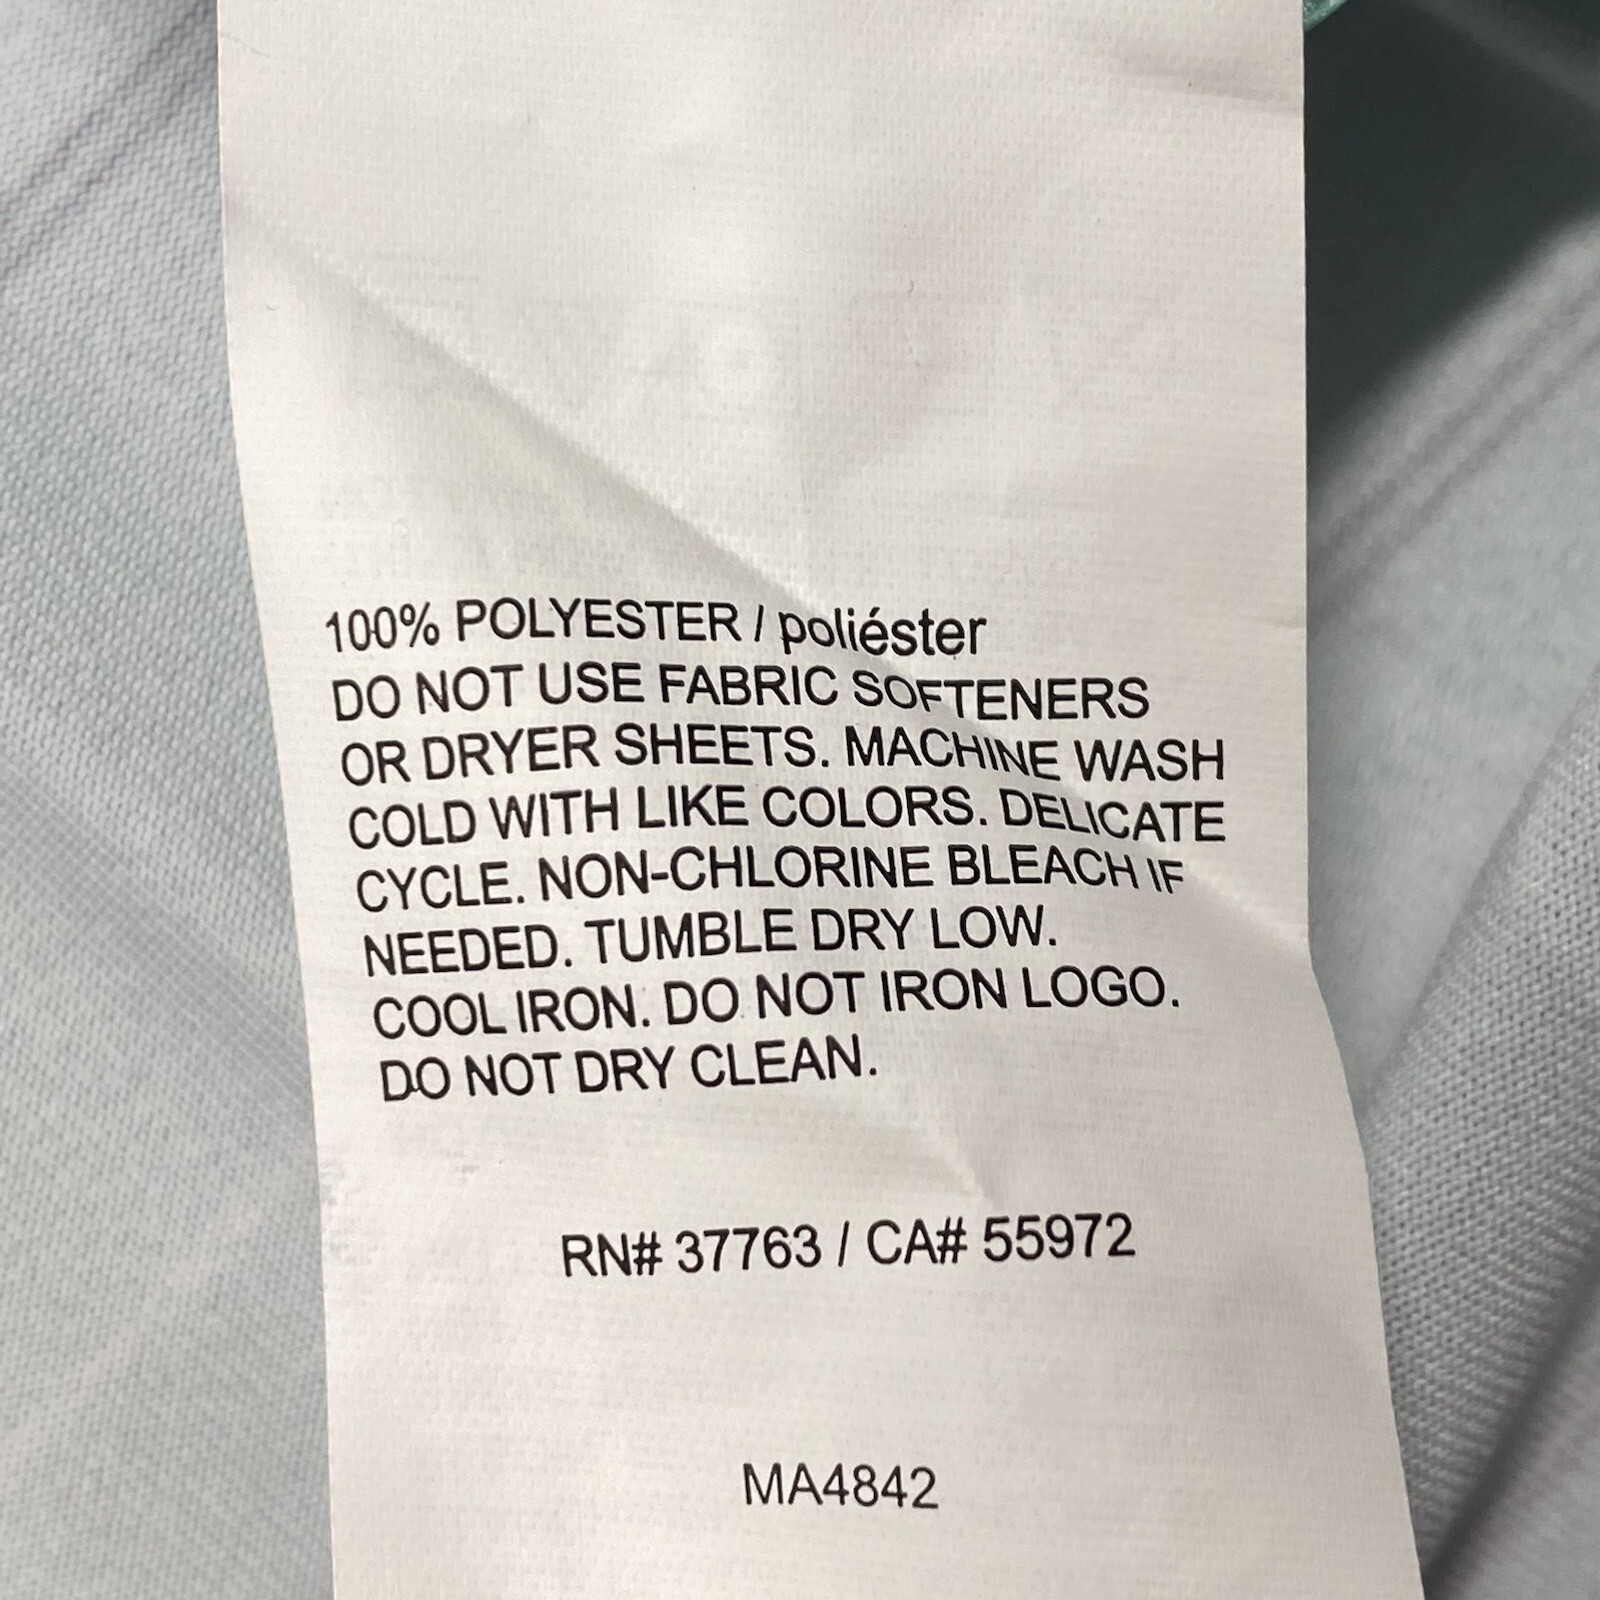 100% POLYESTER / poliéster
DO NOT USE FABRIC SOFTENERS
OR DRYER SHEETS. MACHINE WASH
COLD WITH LIKE COLORS. DELICATE
CYCLE. NON-CHLORINE BLEACH IF
NEEDED. TUMBLE DRY LOW.
COOL IRON. DO NOT IRON LOGO.
DO NOT DRY CLEAN.
RN# 37763 / CA# 55972
MA4842